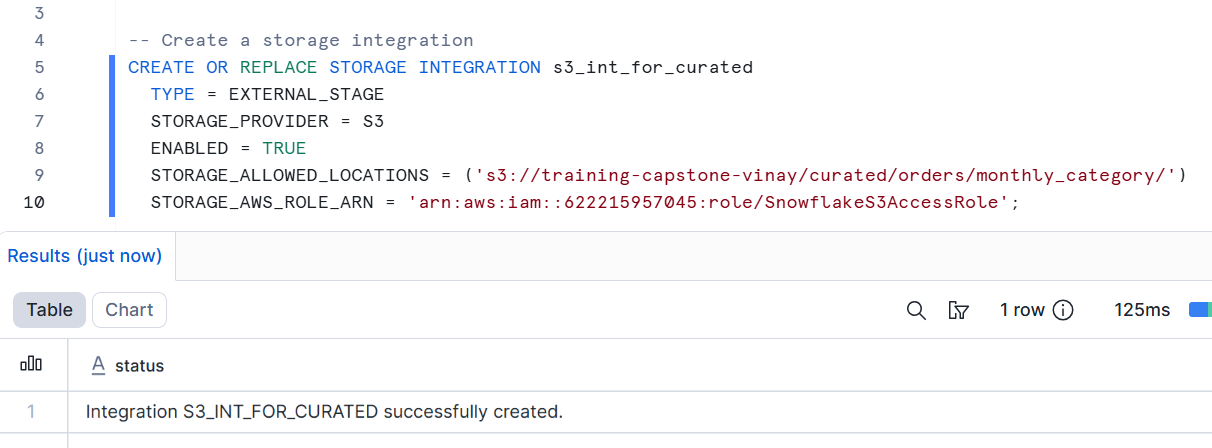 3
4 -- Create a storage integration
5 CREATE OR REPLACE STORAGE INTEGRATION s3_int_for_curated
6 TYPE = EXTERNAL_STAGE
7 STORAGE_PROVIDER = S3
8 ENABLED = TRUE
9 STORAGE_ALLOWED_LOCATIONS = ('s3://training-capstone-vinay/curated/orders/monthly_category/')
10 STORAGE_AWS_ROLE_ARN = 'arn:aws:iam::622215957045:role/SnowflakeS3AccessRole';
Results (just now)
Table Chart 1 row 125ms
A status
1 Integration S3_INT_FOR_CURATED successfully created.